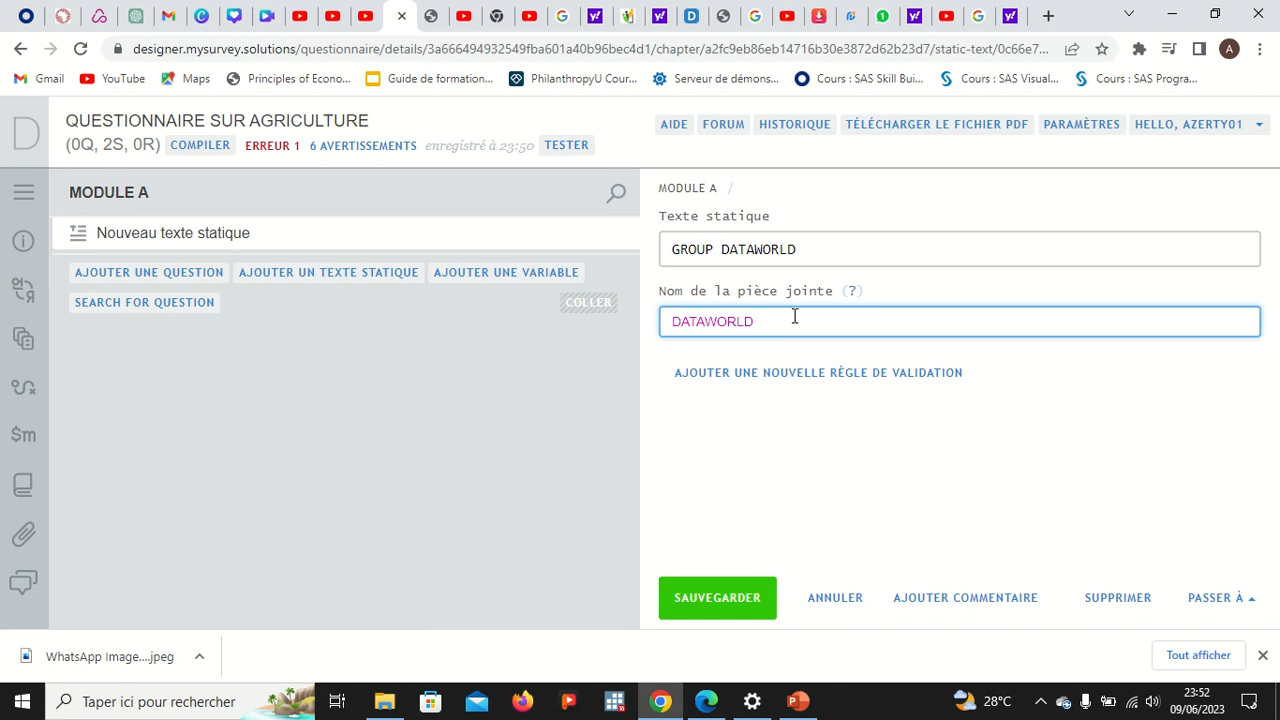 designer.mysurvey.solutions/questionnaire/details/3a666494932549fba601a40b96bec4d1/chapter/a2fc9eb86eb14716b30e3872d62b23d7/static-text/0c66e7...
A
Gmail
YouTube
Maps
Principles of Econo...
Guide de formation...
PhilanthropyU Cour...
Serveur de démons...
Cours : SAS Skill Bui...
Cours : SAS Visual...
Cours : SAS Progra...
D
QUESTIONNAIRE SUR AGRICULTURE
(0Q, 2S, 0R) COMPILER ERREUR 1 6 AVERTISSEMENTS enregistré à 23:50 TESTER
AIDE FORUM HISTORIQUE TÉLÉCHARGER LE FICHIER PDF PARAMÈTRES HELLO, AZERTY01
MODULE A
Nouveau texte statique
AJOUTER UNE QUESTION AJOUTER UN TEXTE STATIQUE AJOUTER UNE VARIABLE
SEARCH FOR QUESTION COLLER
$m
MODULE A /
Texte statique
GROUP DATAWORLD
Nom de la pièce jointe (?)
DATAWORLD
AJOUTER UNE NOUVELLE RÈGLE DE VALIDATION
SAUVEGARDER ANNULER AJOUTER COMMENTAIRE SUPPRIMER PASSER À
WhatsApp Image....jpeg
Tout afficher
Taper ici pour rechercher
28°C
23:52
09/06/2023